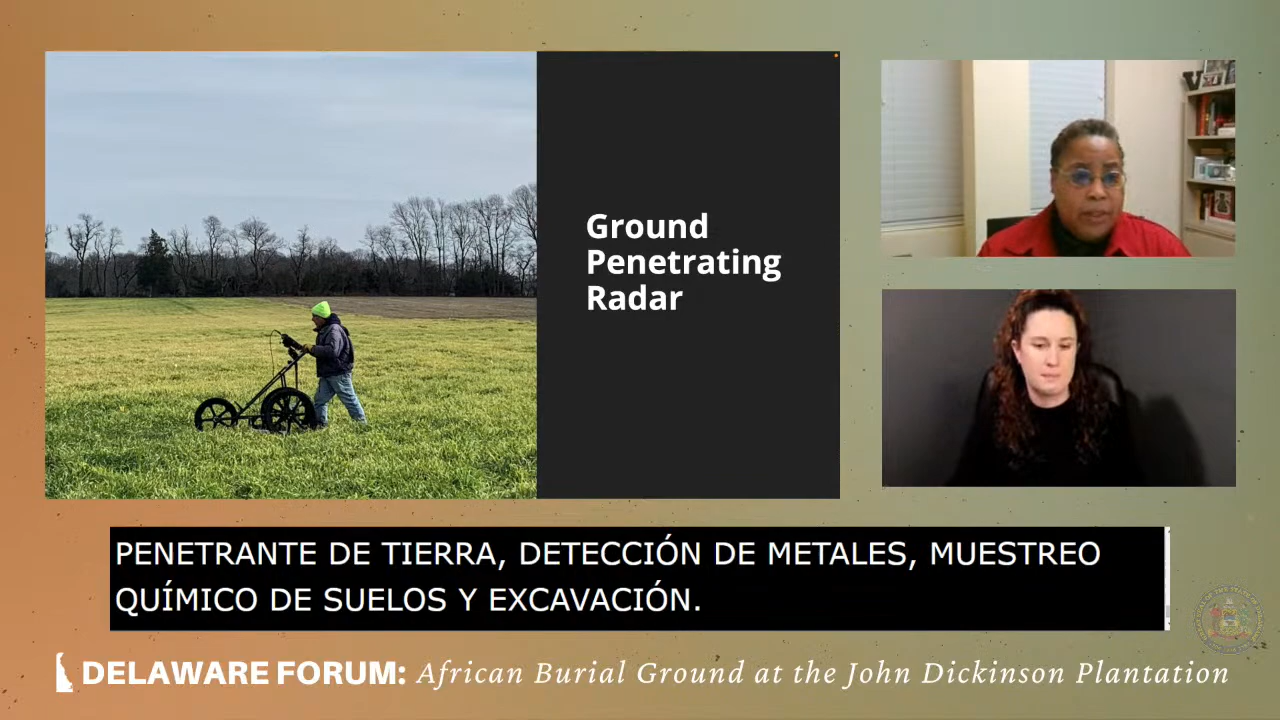 Ground
Penetrating
Radar
PENETRANTE DE TIERRA, DETECCIÓN DE METALES, MUESTREO
QUÍMICO DE SUELOS Y EXCAVACIÓN.
DELAWARE FORUM: African Burial Ground at the John Dickinson Plantation